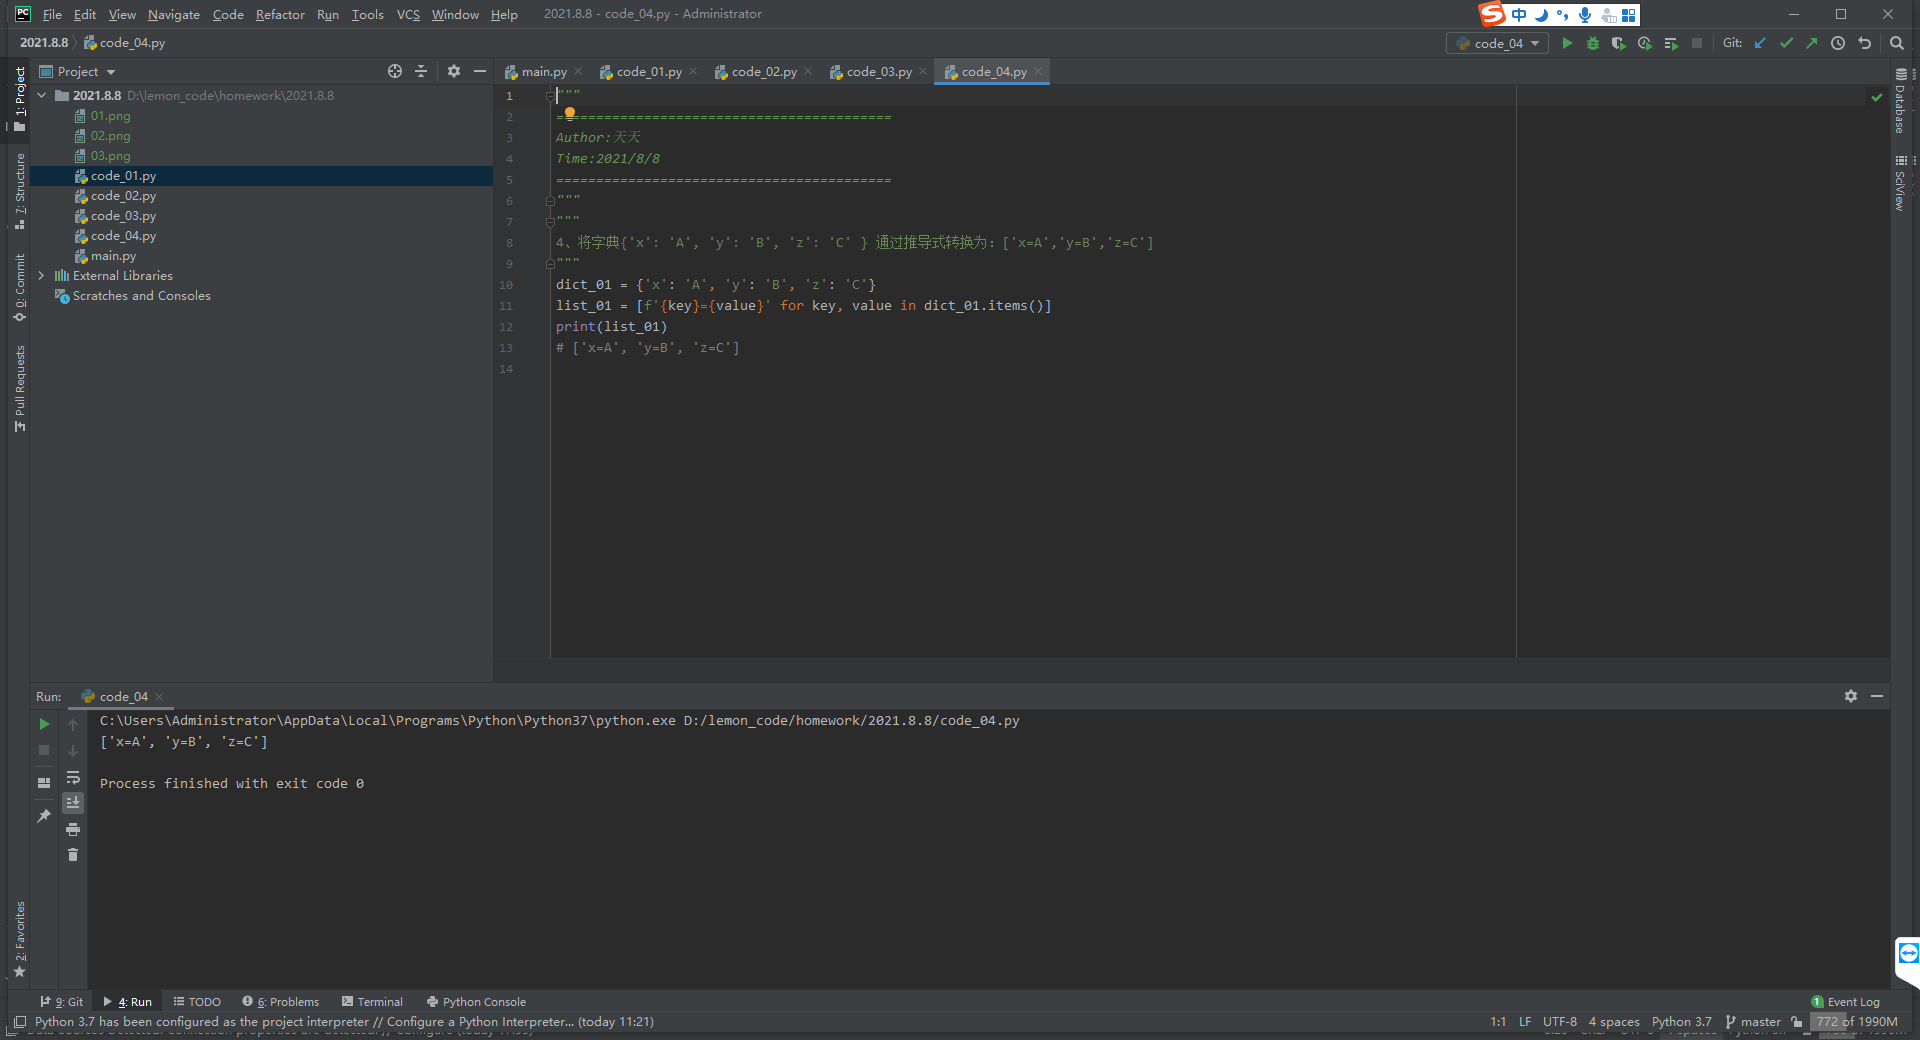 PC File Edit View Navigate Code Refactor Run Tools VCS Window Help 2021.8.8 - code_04.py - Administrator
S 中
2021.8.8 code_04.py
code_04 Git:
Project
main.py code_01.py code_02.py code_03.py code_04.py
2021.8.8 D:\lemon_code\homework\2021.8.8
01.png
02.png
03.png
code_01.py
code_02.py
code_03.py
code_04.py
main.py
External Libraries
Scratches and Consoles
1: Project
7: Structure
0: Commit
Pull Requests
2: Favorites
Database
SciView
1 """
2 ==========================================
3 Author:天天
4 Time:2021/8/8
5 ==========================================
6 """
7 """
8 4、将字典{'x': 'A', 'y': 'B', 'z': 'C' } 通过推导式转换为：['x=A','y=B','z=C']
9 """
10 dict_01 = {'x': 'A', 'y': 'B', 'z': 'C'}
11 list_01 = [f'{key}={value}' for key, value in dict_01.items()]
12 print(list_01)
13 # ['x=A', 'y=B', 'z=C']
14
Run: code_04
C:\Users\Administrator\AppData\Local\Programs\Python\Python37\python.exe D:/lemon_code/homework/2021.8.8/code_04.py
['x=A', 'y=B', 'z=C']
Process finished with exit code 0
9: Git 4: Run TODO 6: Problems Terminal Python Console
1 Event Log
Python 3.7 has been configured as the project interpreter // Configure a Python Interpreter... (today 11:21)
1:1 LF UTF-8 4 spaces Python 3.7 master 772 of 1990M